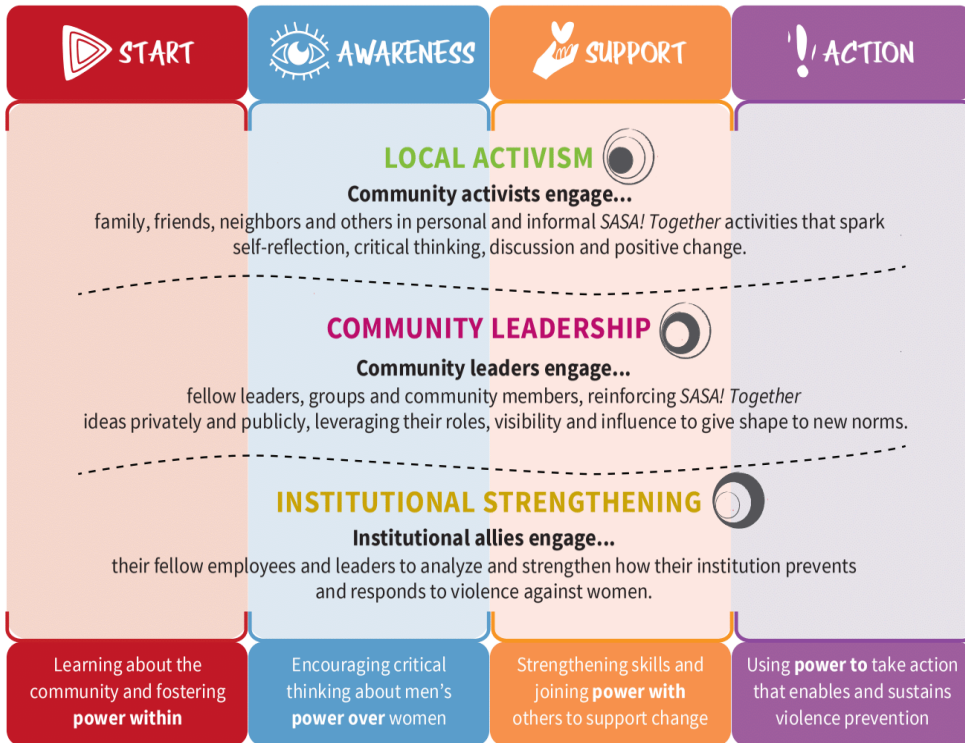 START
AWARENESS
SUPPORT
ACTION
LOCAL ACTIVISM
Community activists engage...
family, friends, neighbors and others in personal and informal SASA! Together activities that spark
self-reflection, critical thinking, discussion and positive change.
COMMUNITY LEADERSHIP
Community leaders engage...
fellow leaders, groups and community members, reinforcing SASA! Together
ideas privately and publicly, leveraging their roles, visibility and influence to give shape to new norms.
INSTITUTIONAL STRENGTHENING
Institutional allies engage...
their fellow employees and leaders to analyze and strengthen how their institution prevents
and responds to violence against women.
Learning about the
community and fostering
power within
Encouraging critical
thinking about men's
power over women
Strengthening skills and
joining power with
others to support change
Using power to take action
that enables and sustains
violence prevention